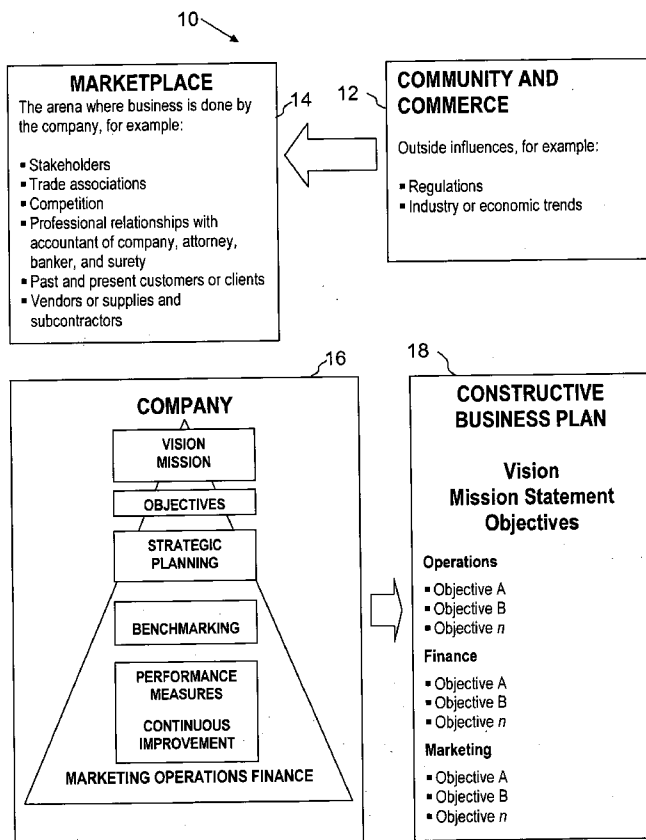 10
MARKETPLACE
The arena where business is done by
the company, for example:
▪ Stakeholders
▪ Trade associations
▪ Competition
▪ Professional relationships with
accountant of company, attorney,
banker, and surety
▪ Past and present customers or clients
▪ Vendors or supplies and
subcontractors
14
12
COMMUNITY AND
COMMERCE
Outside influences, for example:
▪ Regulations
▪ Industry or economic trends
16
COMPANY
VISION
MISSION
OBJECTIVES
STRATEGIC
PLANNING
BENCHMARKING
PERFORMANCE
MEASURES
CONTINUOUS
IMPROVEMENT
MARKETING OPERATIONS FINANCE
18
CONSTRUCTIVE
BUSINESS PLAN
Vision
Mission Statement
Objectives
Operations
▪ Objective A
▪ Objective B
▪ Objective n
Finance
▪ Objective A
▪ Objective B
▪ Objective n
Marketing
▪ Objective A
▪ Objective B
▪ Objective n